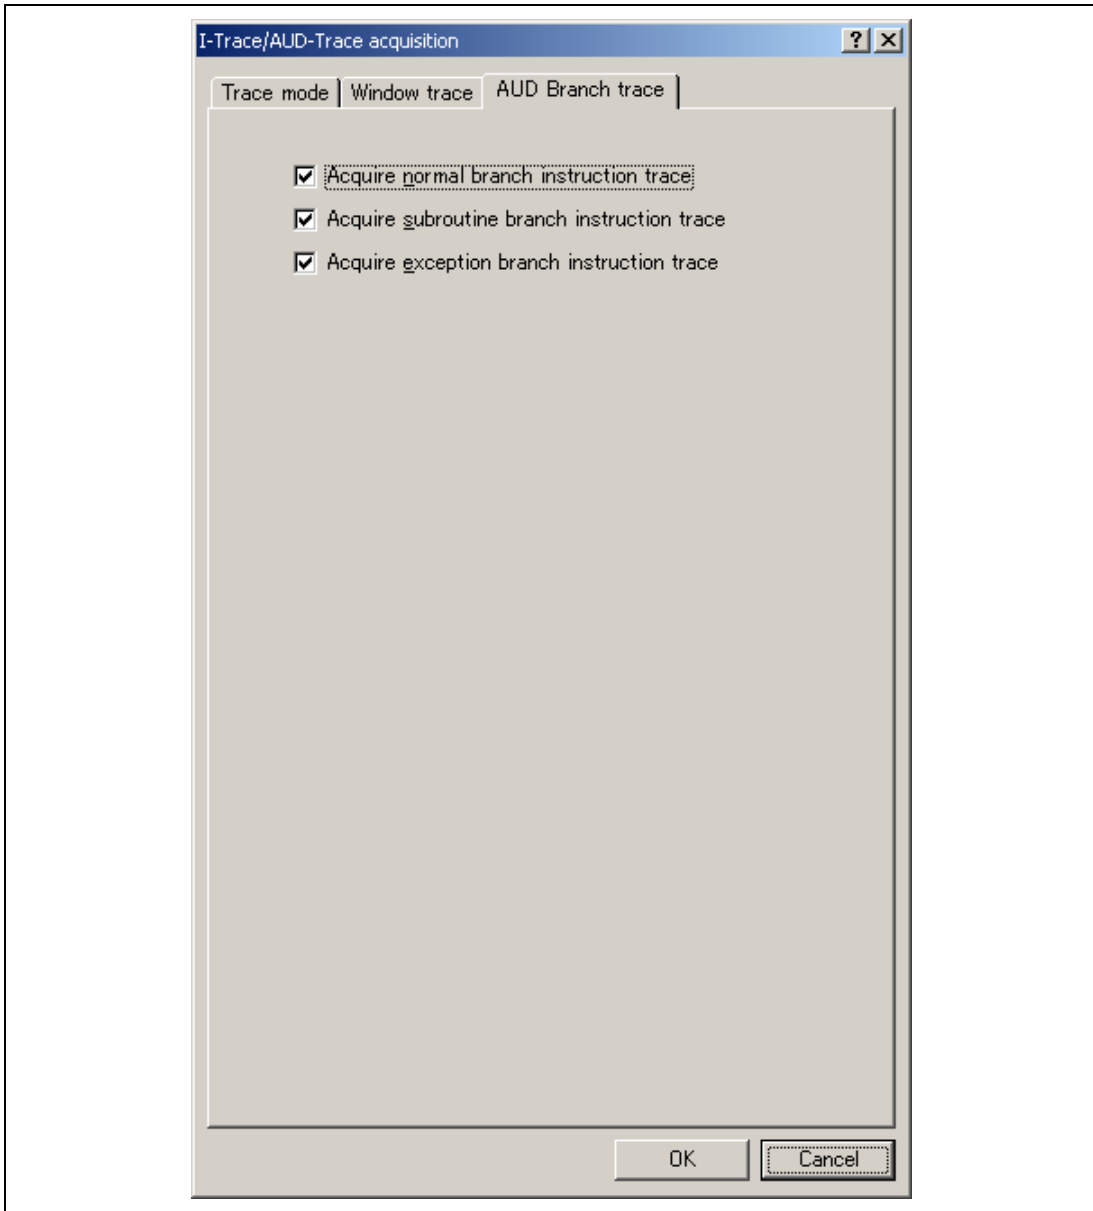 I-Trace/AUD-Trace acquisition
Trace mode Window trace AUD Branch trace
Acquire normal branch instruction trace
Acquire subroutine branch instruction trace
Acquire exception branch instruction trace
OK Cancel